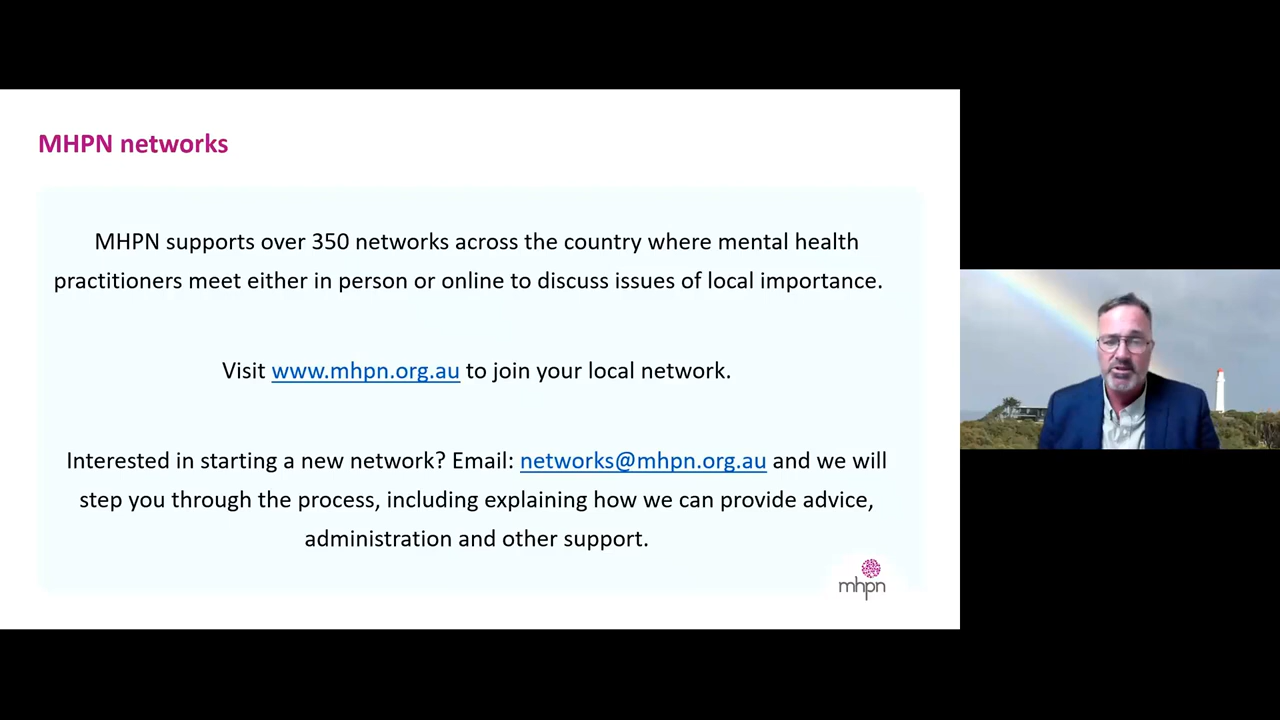 MHPN networks
MHPN supports over 350 networks across the country where mental health
practitioners meet either in person or online to discuss issues of local importance.
Visit www.mhpn.org.au to join your local network.
Interested in starting a new network? Email: networks@mhpn.org.au and we will
step you through the process, including explaining how we can provide advice,
administration and other support.
mhpn